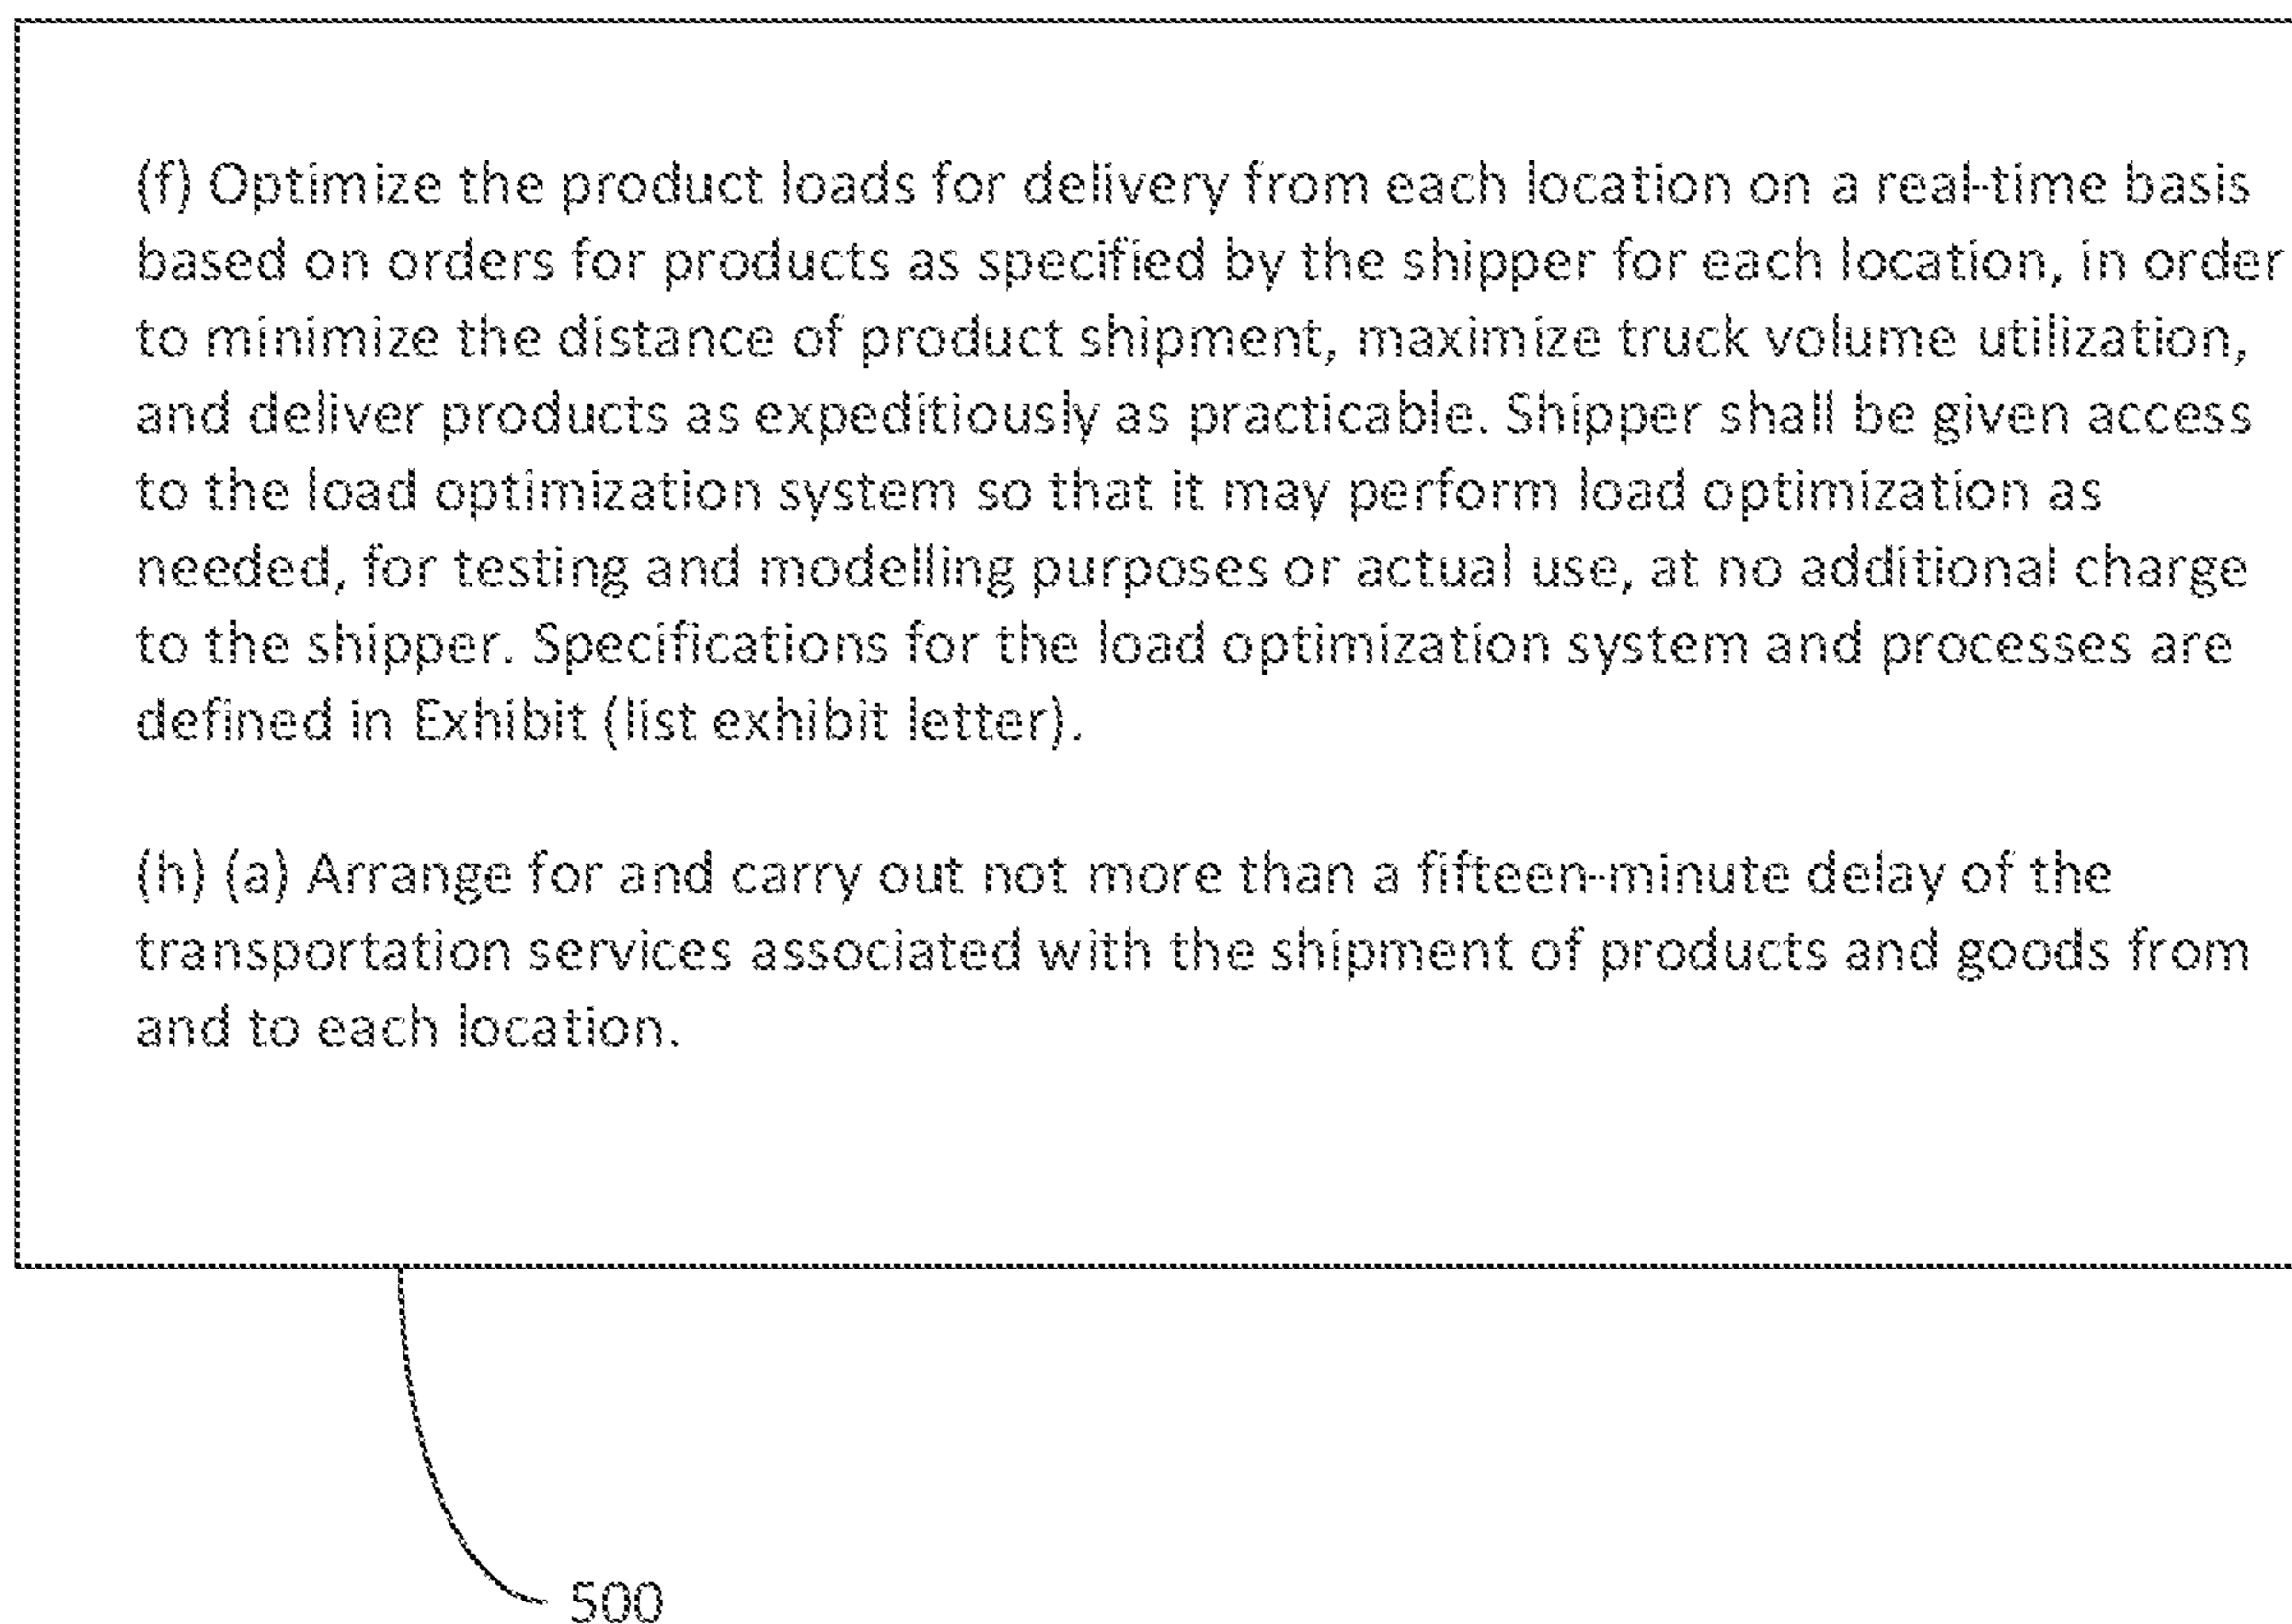 (f) Optimize the product loads for delivery from each location on a real-time basis
based on orders for products as specified by the shipper for each location, in order
to minimize the distance of product shipment, maximize truck volume utilization,
and deliver products as expeditiously as practicable. Shipper shall be given access
to the load optimization system so that it may perform load optimization as
needed, for testing and modelling purposes or actual use, at no additional charge
to the shipper. Specifications for the load optimization system and processes are
defined in Exhibit (list exhibit letter).
(h) (a) Arrange for and carry out not more than a fifteen-minute delay of the
transportation services associated with the shipment of products and goods from
and to each location.
500